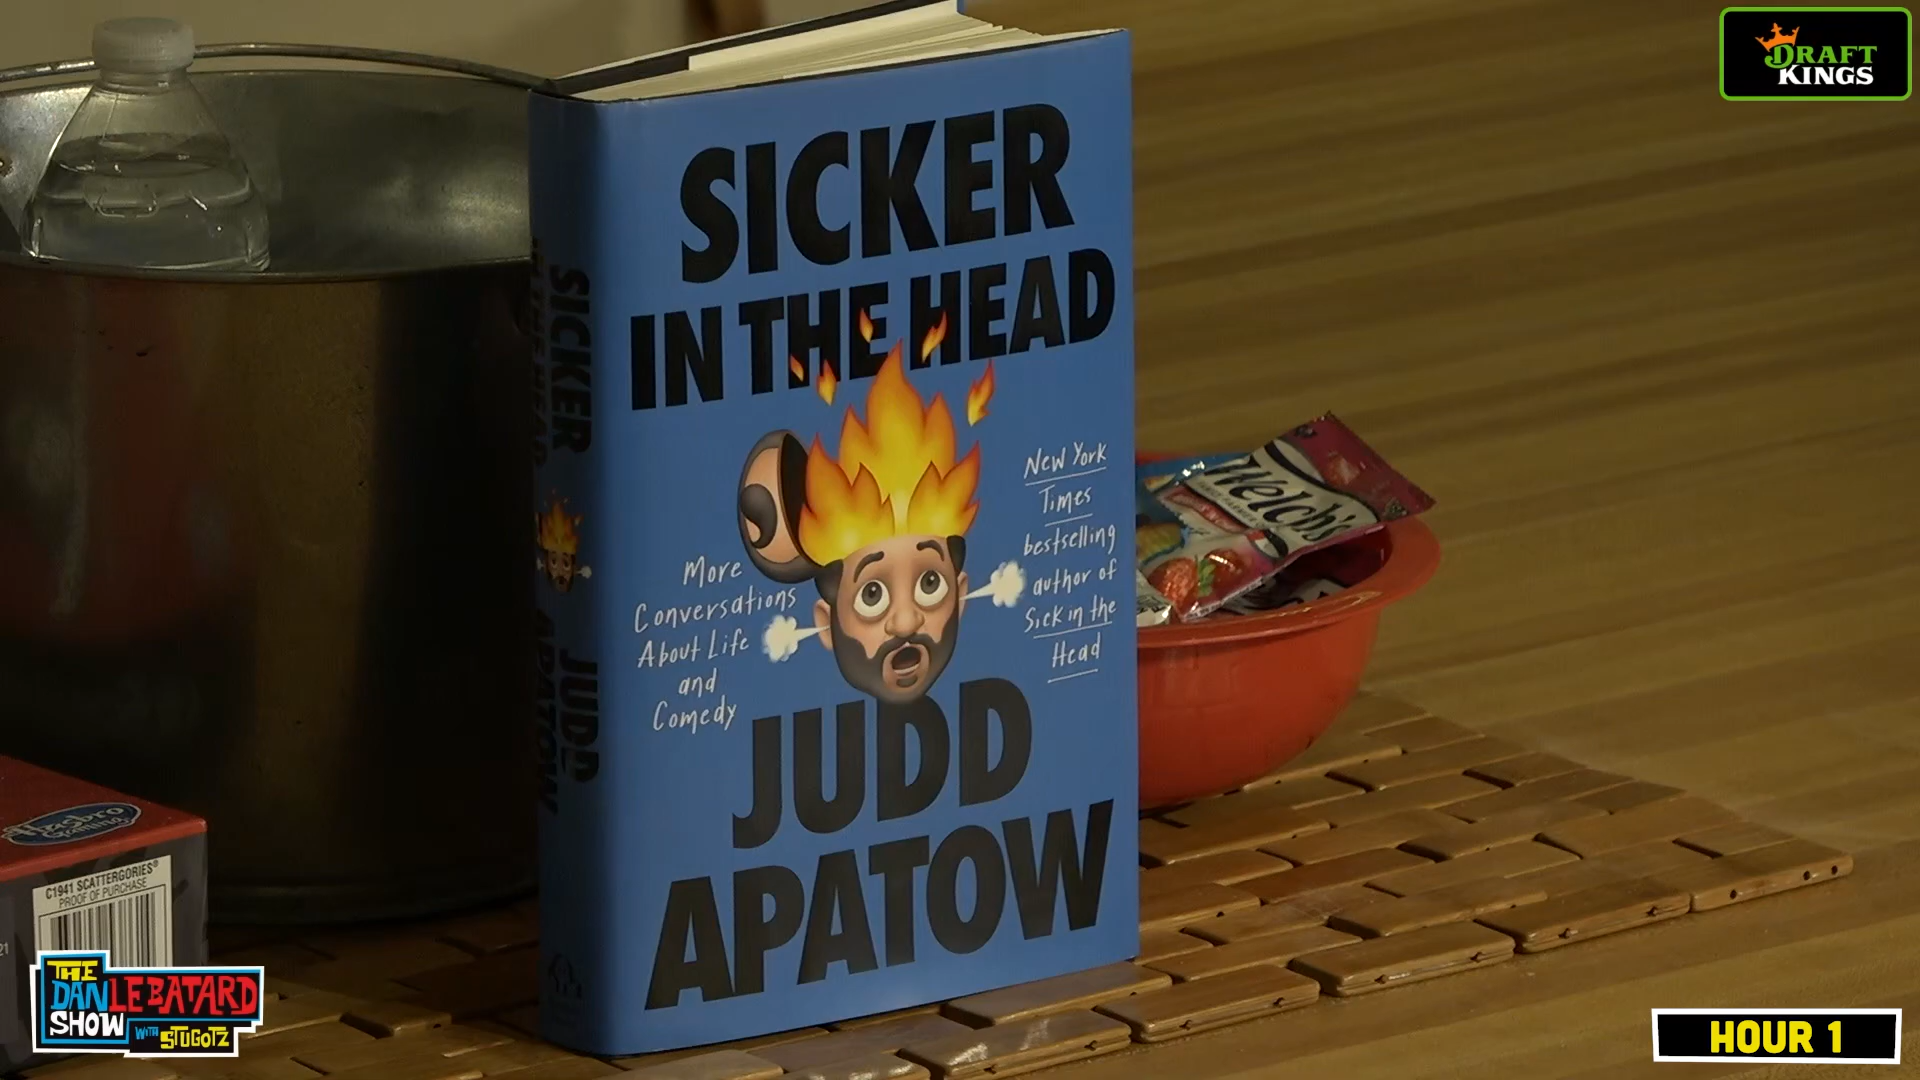 DRAFT
KINGS
SICKER
IN THE HEAD
More
Conversations
About Life
and
Comedy
New York
Times
bestselling
author of
Sick in the
Head
JUDD
APATOW
SICKER
IN THE HEAD
JUDD
APATOW
Welch's
Hasbro
Gaming
C1941 SCATTERGORIES®
PROOF OF PURCHASE
21
THE
DAN LE BATARD
SHOW WITH STUGOTZ
HOUR 1